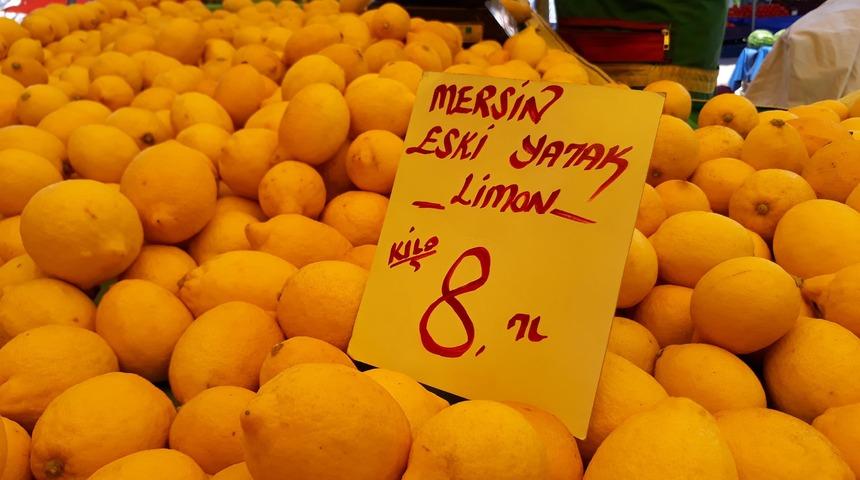 MERSİN
ESKİ YATAK
_LİMON_
KİLO
8, TL